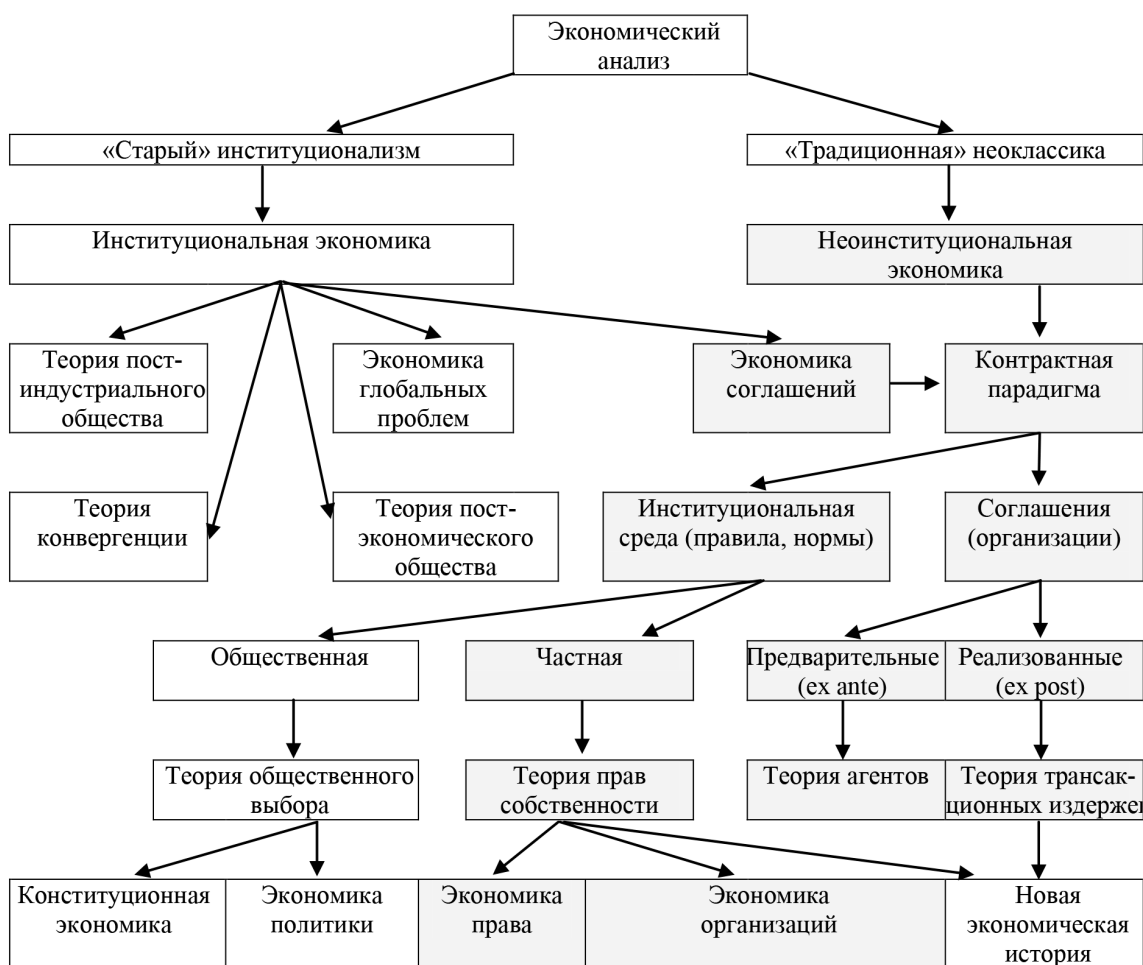 Экономический
анализ
«Старый» институционализм
«Традиционная» неоклассика
Институциональная экономика
Неоинституциональная
экономика
Теория пост-
индустриального
общества
Экономика
глобальных
проблем
Экономика
соглашений
Контрактная
парадигма
Теория
конвергенции
Теория пост-
экономического
общества
Институциональная
среда (правила, нормы)
Соглашения
(организации)
Общественная
Частная
Предварительные
(ex ante)
Реализованные
(ex post)
Теория общественного
выбора
Теория прав
собственности
Теория агентов
Теория трансак-
ционных издержек
Конституционная
экономика
Экономика
политики
Экономика
права
Экономика
организаций
Новая
экономическая
история